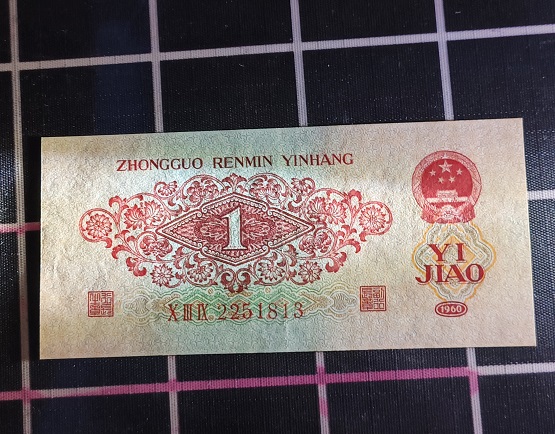 ZHONGGUO RENMIN YINHANG
1
YI
JIAO
X III IX 2251813
1960